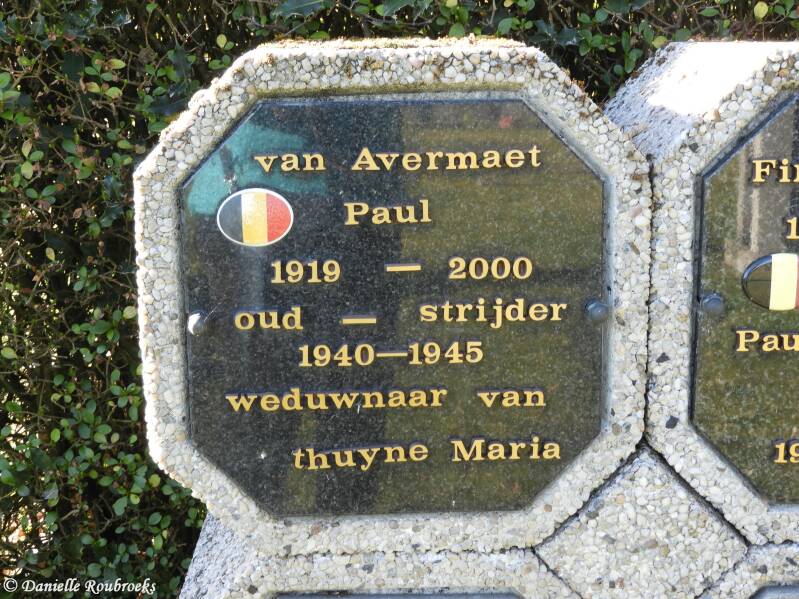 van Avermaet
Paul
1919 — 2000
oud — strijder
1940—1945
weduwnaar van
thuyne Maria
© Danielle Roubroeks